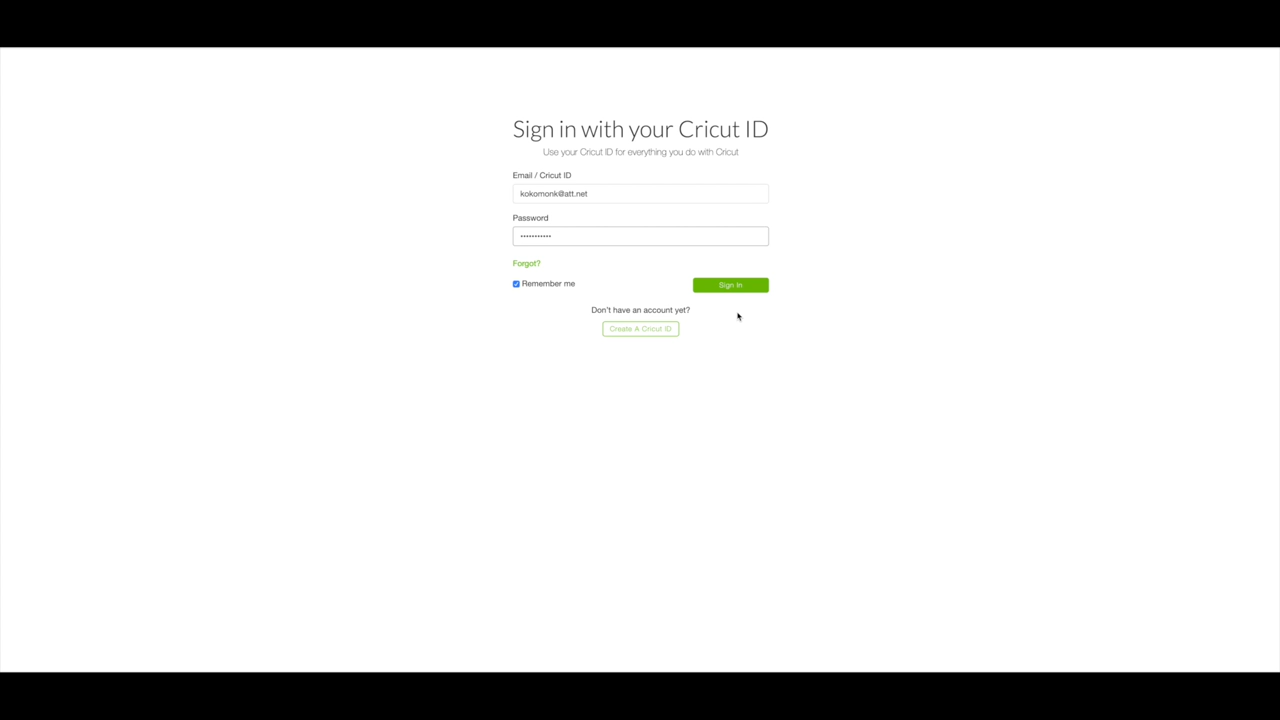 Sign in with your Cricut ID
Use your Cricut ID for everything you do with Cricut
Email / Cricut ID
kokomonk@att.net
Password
•••••••••••
Forgot?
Remember me
Sign In
Don't have an account yet?
Create A Cricut ID